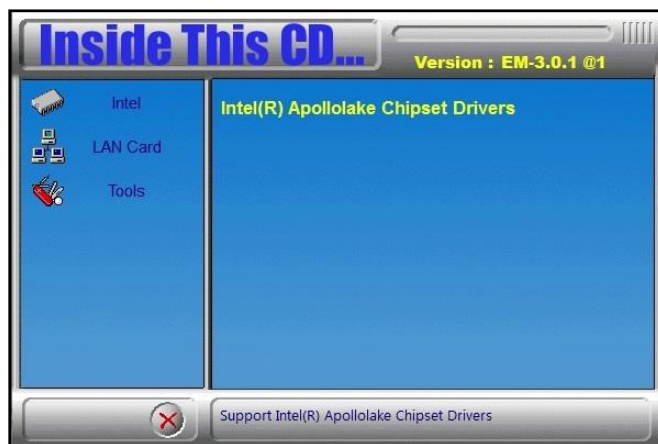 Inside This CD...
Version : EM-3.0.1 @1
Intel
LAN Card
Tools
Intel(R) Apollolake Chipset Drivers
Support Intel(R) Apollolake Chipset Drivers